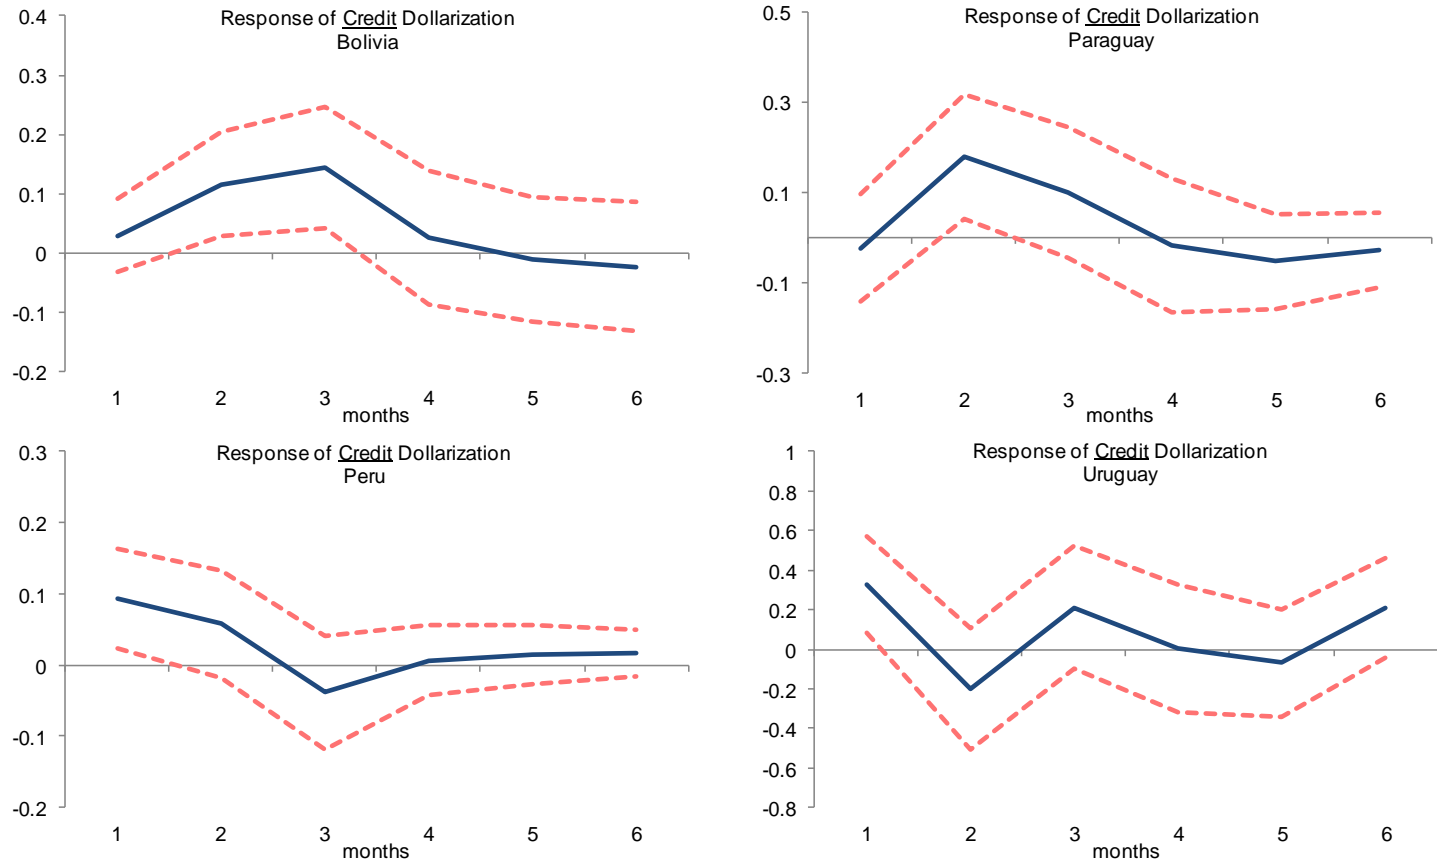 Response of Credit Dollarization
Bolivia
0.4
0.3
0.2
0.1
0
-0.1
-0.2
1 2 3 4 5 6
months
Response of Credit Dollarization
Paraguay
0.5
0.3
0.1
-0.1
-0.3
1 2 3 4 5 6
months
Response of Credit Dollarization
Peru
0.3
0.2
0.1
0
-0.1
-0.2
1 2 3 4 5 6
months
Response of Credit Dollarization
Uruguay
1
0.8
0.6
0.4
0.2
0
-0.2
-0.4
-0.6
-0.8
1 2 3 4 5 6
months